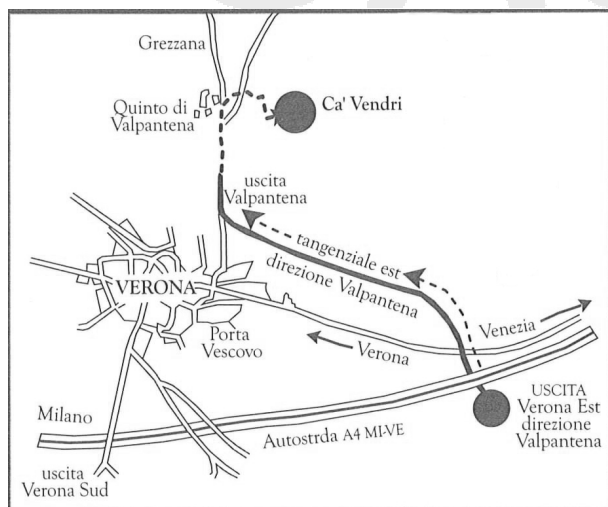 Grezzana
Quinto di
Valpantena
Ca' Vendri
uscita
Valpantena
tangenziale est
direzione Valpantena
VERONA
Porta
Vescovo
Verona
Venezia
USCITA
Verona Est
direzione
Valpantena
Milano
Autostrda A4 MI-VE
uscita
Verona Sud